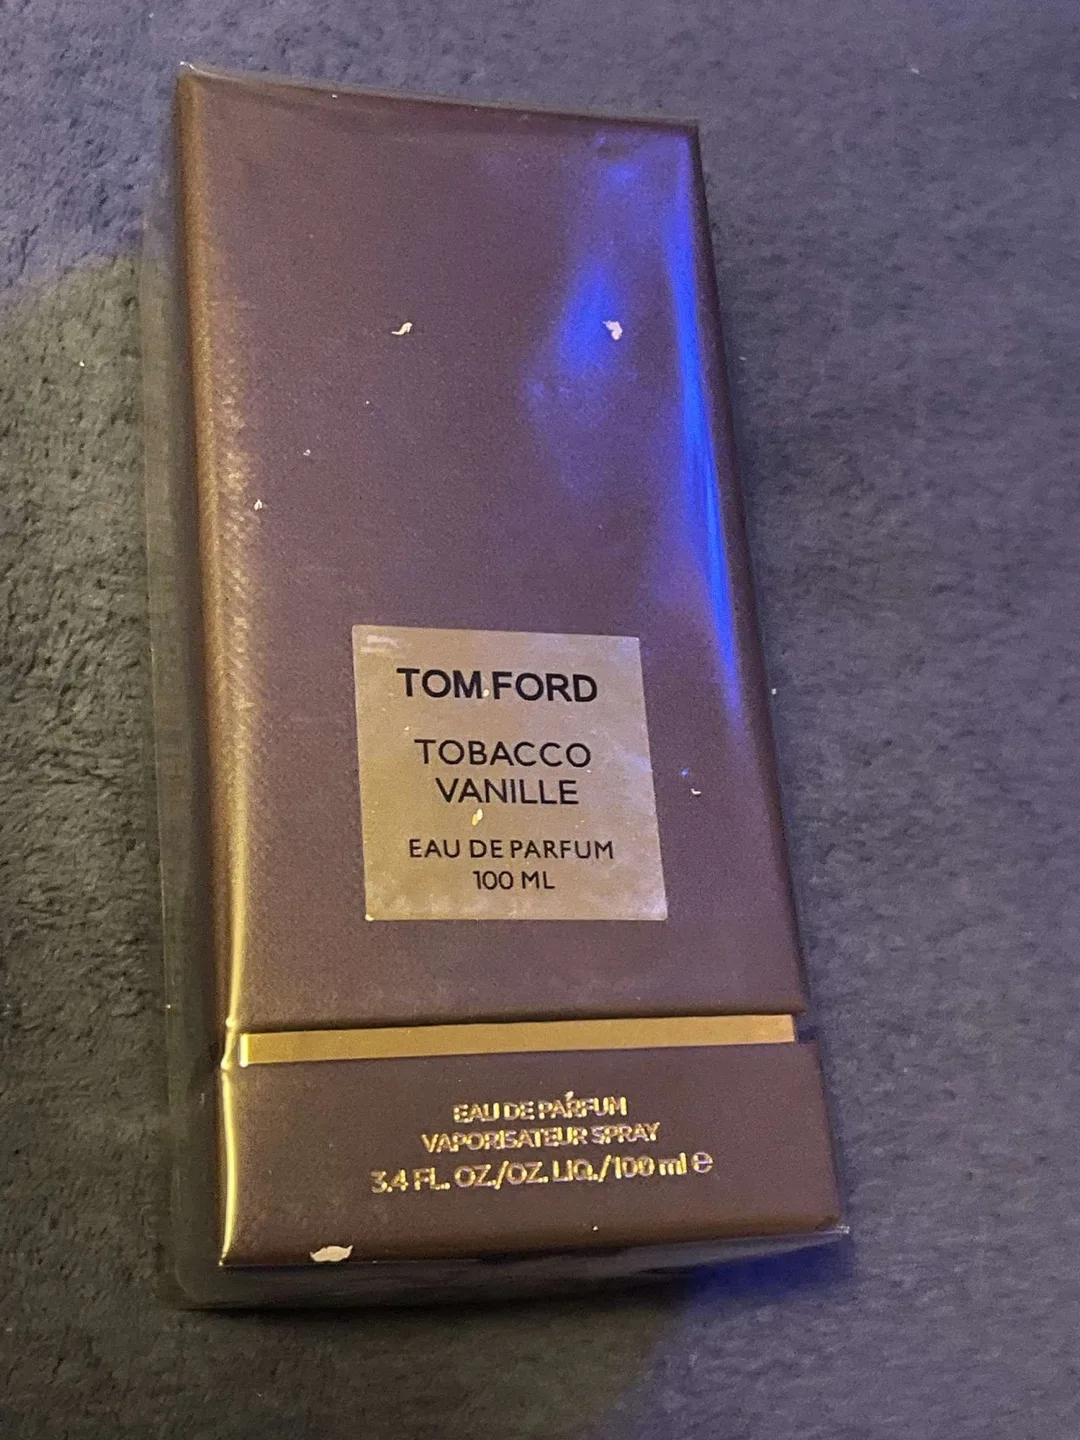 TOM FORD
TOBACCO
VANILLE
EAU DE PARFUM
100 ML
EAU DE PARFUM
VAPORISATEUR SPRAY
3.4 FL. OZ./OZ. LIQ./100 ml ℮